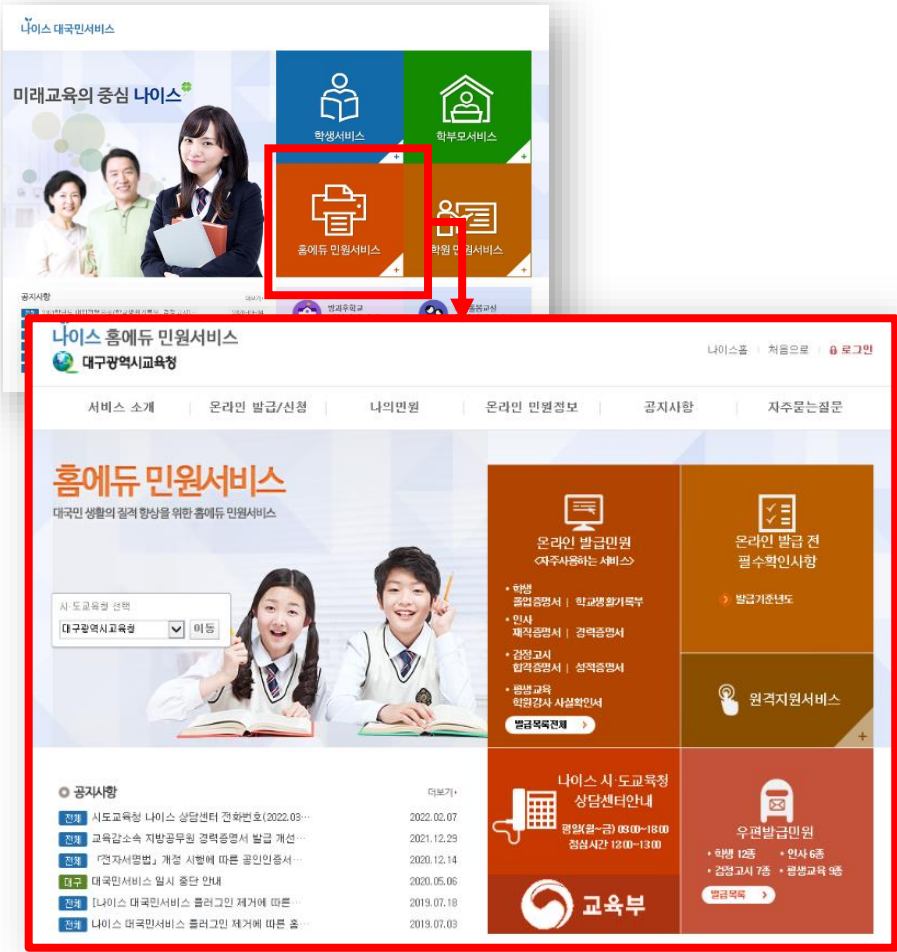 나이스 대국민서비스
미래교육의 중심 나이스
학생서비스
학부모서비스
홈에듀 민원서비스
학원 민원서비스
공지사항
더보기+
방과후학교
나이스 홈에듀 민원서비스
대구광역시교육청
나이스홈 | 처음으로 | 로그인
서비스 소개 | 온라인 발급/신청 | 나의민원 | 온라인 민원정보 | 공지사항 | 자주묻는질문
홈에듀 민원서비스
대국민 생활의 질적 향상을 위한 홈에듀 민원서비스
시·도교육청 선택
대구광역시교육청 이동
온라인 발급민원
<자주사용하는 서비스>
• 학생
졸업증명서 | 학교생활기록부
• 인사
재직증명서 | 경력증명서
• 검정고시
합격증명서 | 성적증명서
• 평생교육
학원강사 사실확인서
발급목록전체 >
온라인 발급 전
필수확인사항
발급기준년도
원격지원서비스
공지사항
더보기+
전체 시도교육청 나이스 상담센터 전화번호(2022.03… 2022.02.07
전체 교육감소속 지방공무원 경력증명서 발급 개선… 2021.12.29
전체 「전자서명법」개정 시행에 따른 공인인증서… 2020.12.14
대구 대국민서비스 일시 중단 안내 2020.05.06
전체 [나이스 대국민서비스 플러그인 제거에 따른… 2019.07.18
전체 나이스 대국민서비스 플러그인 제거에 따른 홈… 2019.07.03
나이스 시·도교육청
상담센터안내
평일(월~금) 09:00~18:00
점심시간 12:00~13:00
교육부
우편발급민원
• 학생 12종 • 인사 6종
• 검정고시 7종 • 평생교육 9종
발급목록 >